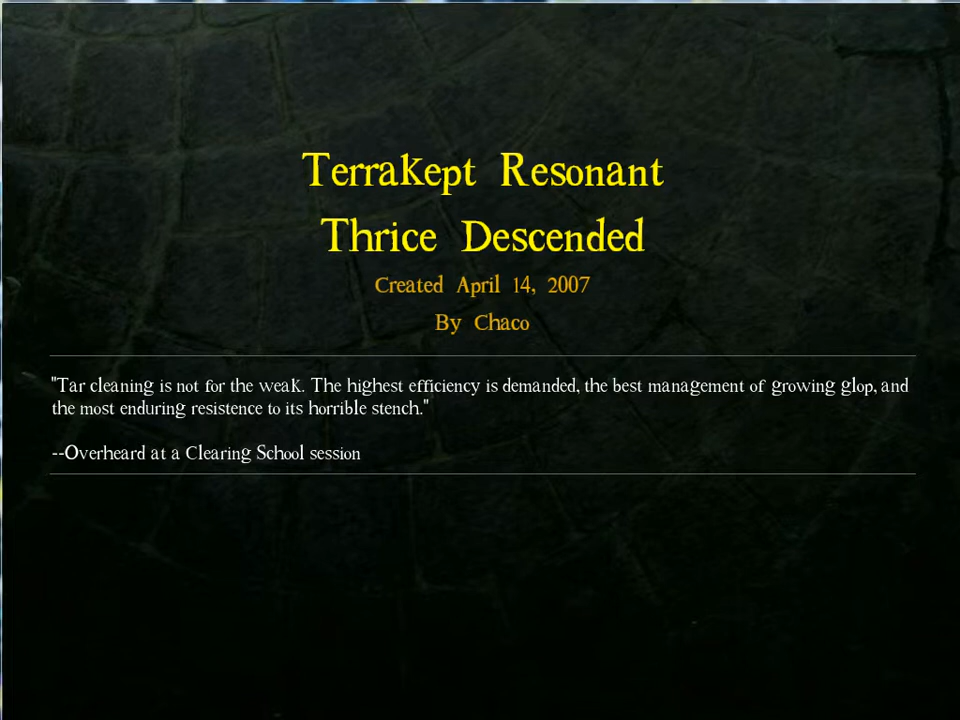 Terrakept Resonant
Thrice Descended
Created April 14, 2007
By Chaco
"Tar cleaning is not for the weak. The highest efficiency is demanded, the best management of growing glop, and
the most enduring resistence to its horrible stench."
--Overheard at a Clearing School session